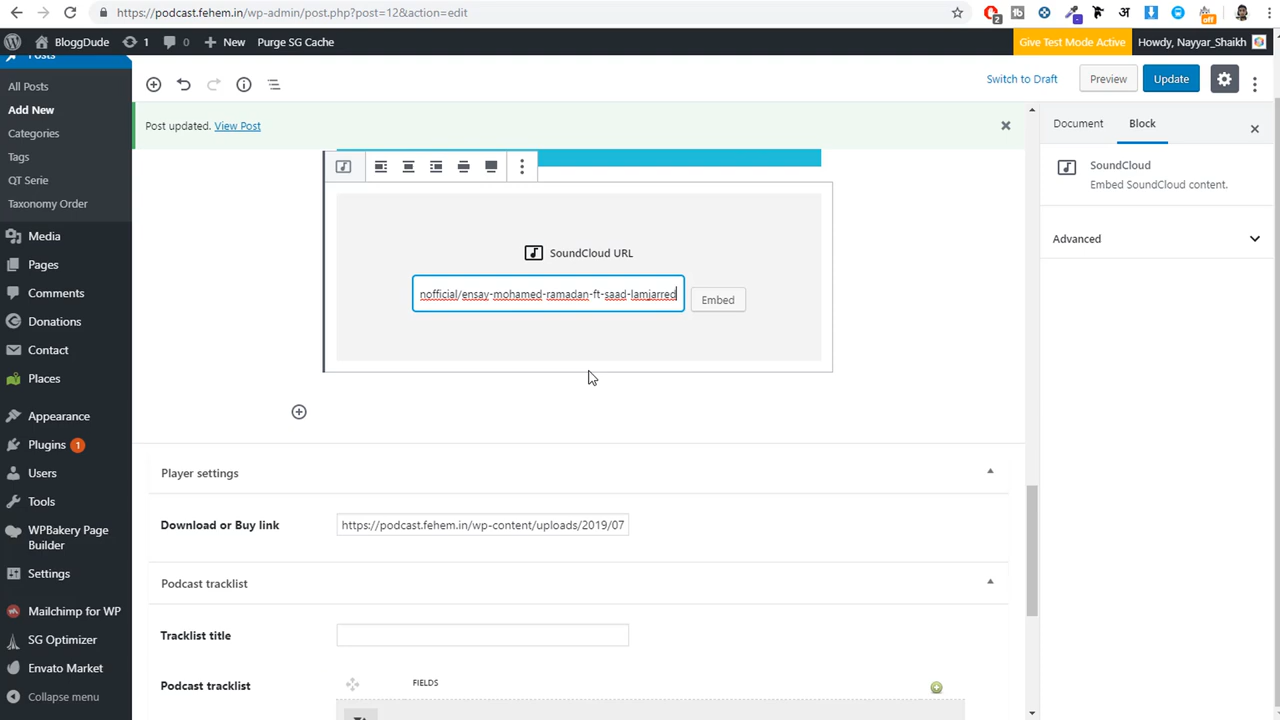 https://podcast.fehem.in/wp-admin/post.php?post=12&action=edit
2
off
BloggDude
1
0
New
Purge SG Cache
Give Test Mode Active
Howdy, Nayyar_Shaikh
Posts
All Posts
Add New
Categories
Tags
QT Serie
Taxonomy Order
Media
Pages
Comments
Donations
Contact
Places
Appearance
Plugins 1
Users
Tools
WPBakery Page
Builder
Settings
Mailchimp for WP
SG Optimizer
Envato Market
Collapse menu
Switch to Draft
Preview
Update
Post updated. View Post
SoundCloud URL
nofficial/ensay-mohamed-ramadan-ft-saad-lamjarred
Embed
Player settings
Download or Buy link
https://podcast.fehem.in/wp-content/uploads/2019/07
Podcast tracklist
Tracklist title
Podcast tracklist
FIELDS
Document
Block
SoundCloud
Embed SoundCloud content.
Advanced